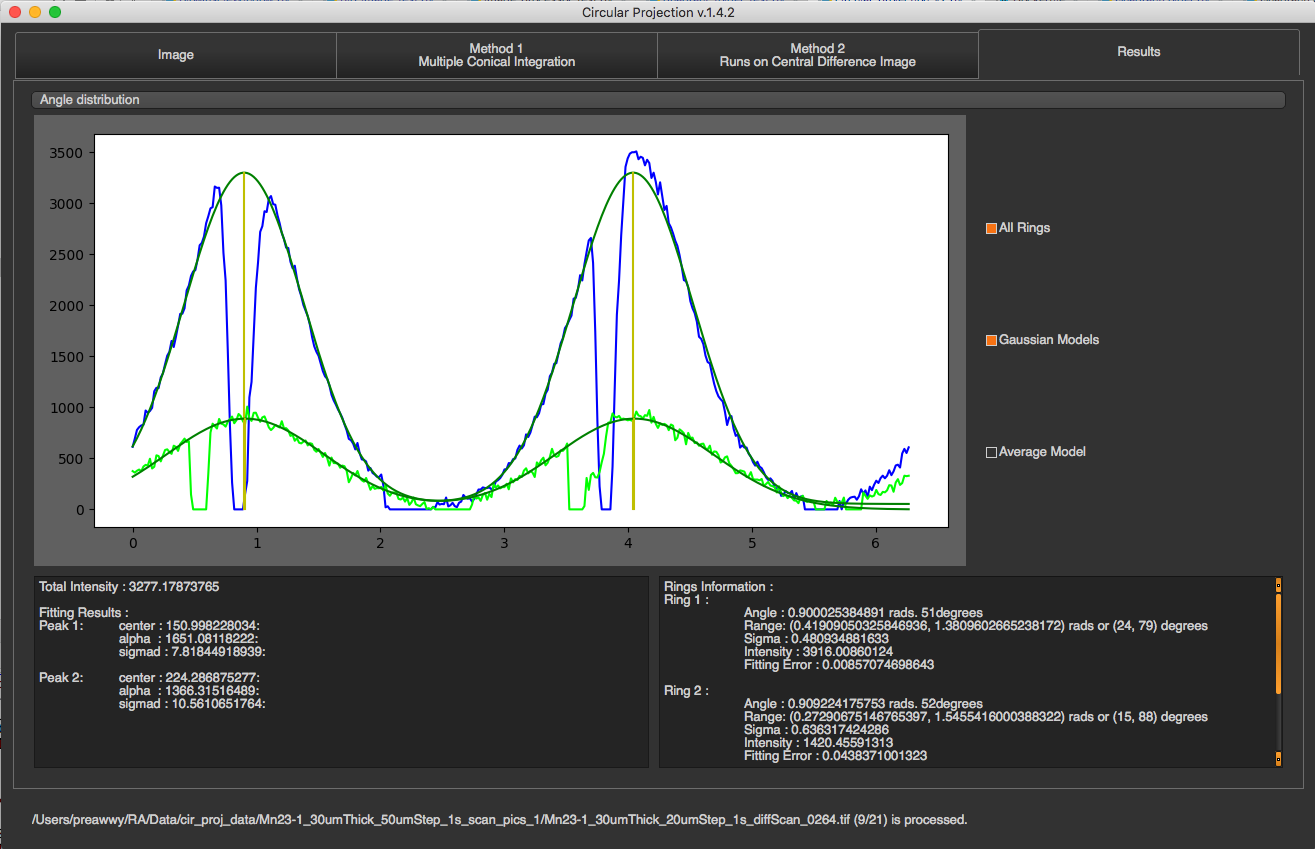 Circular Projection v.1.4.2
Image
Method 1
Multiple Conical Integration
Method 2
Runs on Central Difference Image
Results
Angle distribution
3500
3000
2500
2000
1500
1000
500
0
0 1 2 3 4 5 6
All Rings
Gaussian Models
Average Model
Total Intensity : 3277.17873765
Fitting Results :
Peak 1: center : 150.998228034:
alpha : 1651.08118222:
sigmad : 7.81844918939:
Peak 2: center : 224.286875277:
alpha : 1366.31516489:
sigmad : 10.5610651764:
Rings Information :
Ring 1 :
Angle : 0.900025384891 rads. 51degrees
Range: (0.41909050325846936, 1.3809602665238172) rads or (24, 79) degrees
Sigma : 0.480934881633
Intensity : 3916.00860124
Fitting Error : 0.00857074698643
Ring 2 :
Angle : 0.909224175753 rads. 52degrees
Range: (0.27290675146765397, 1.5455416000388322) rads or (15, 88) degrees
Sigma : 0.636317424286
Intensity : 1420.45591313
Fitting Error : 0.0438371001323
/Users/preawwy/RA/Data/cir_proj_data/Mn23-1_30umThick_50umStep_1s_scan_pics_1/Mn23-1_30umThick_20umStep_1s_diffScan_0264.tif (9/21) is processed.